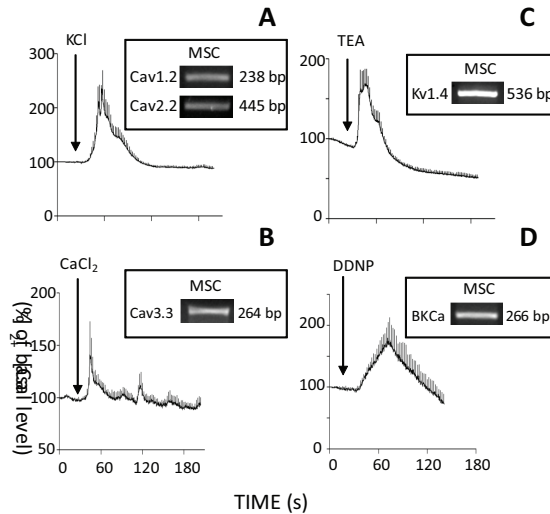 A
KCl
MSC
Cav1.2 238 bp
Cav2.2 445 bp
300
200
100
0
C
TEA
MSC
Kv1.4 536 bp
200
100
0
B
CaCl2
MSC
Cav3.3 264 bp
200
150
100
50
0 60 120 180
D
DDNP
MSC
BKCa 266 bp
200
100
0
0 60 120 180
level)
TIME (s)